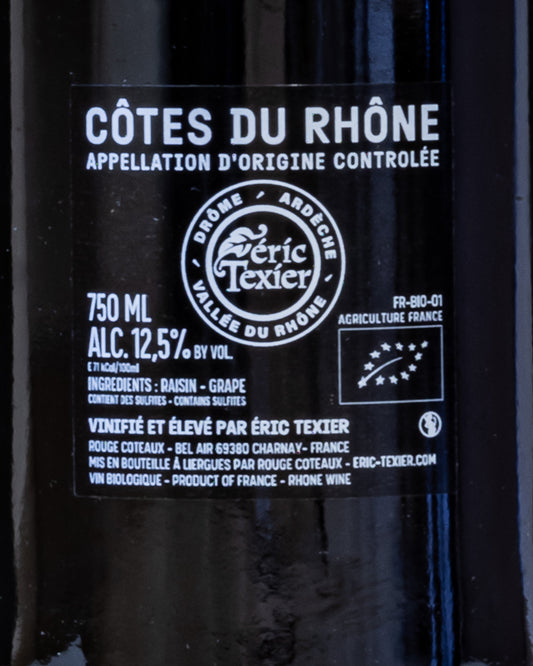 CÔTES DU RHÔNE
APPELLATION D'ORIGINE CONTROLÉE
DRÔME / ARDÈCHE /
éric
Texier
VALLÉE DU RHÔNE
750 ML
ALC. 12,5% BY VOL.
E 71 kCal/100ml
INGREDIENTS : RAISIN - GRAPE
CONTIENT DES SULFITES - CONTAINS SULFITES
FR-BIO-01
AGRICULTURE FRANCE
VINIFIÉ ET ÉLEVÉ PAR ÉRIC TEXIER
ROUGE COTEAUX - BEL AIR 69380 CHARNAY- FRANCE
MIS EN BOUTEILLE À LIERGUES PAR ROUGE COTEAUX - ERIC-TEXIER.COM
VIN BIOLOGIQUE - PRODUCT OF FRANCE - RHONE WINE